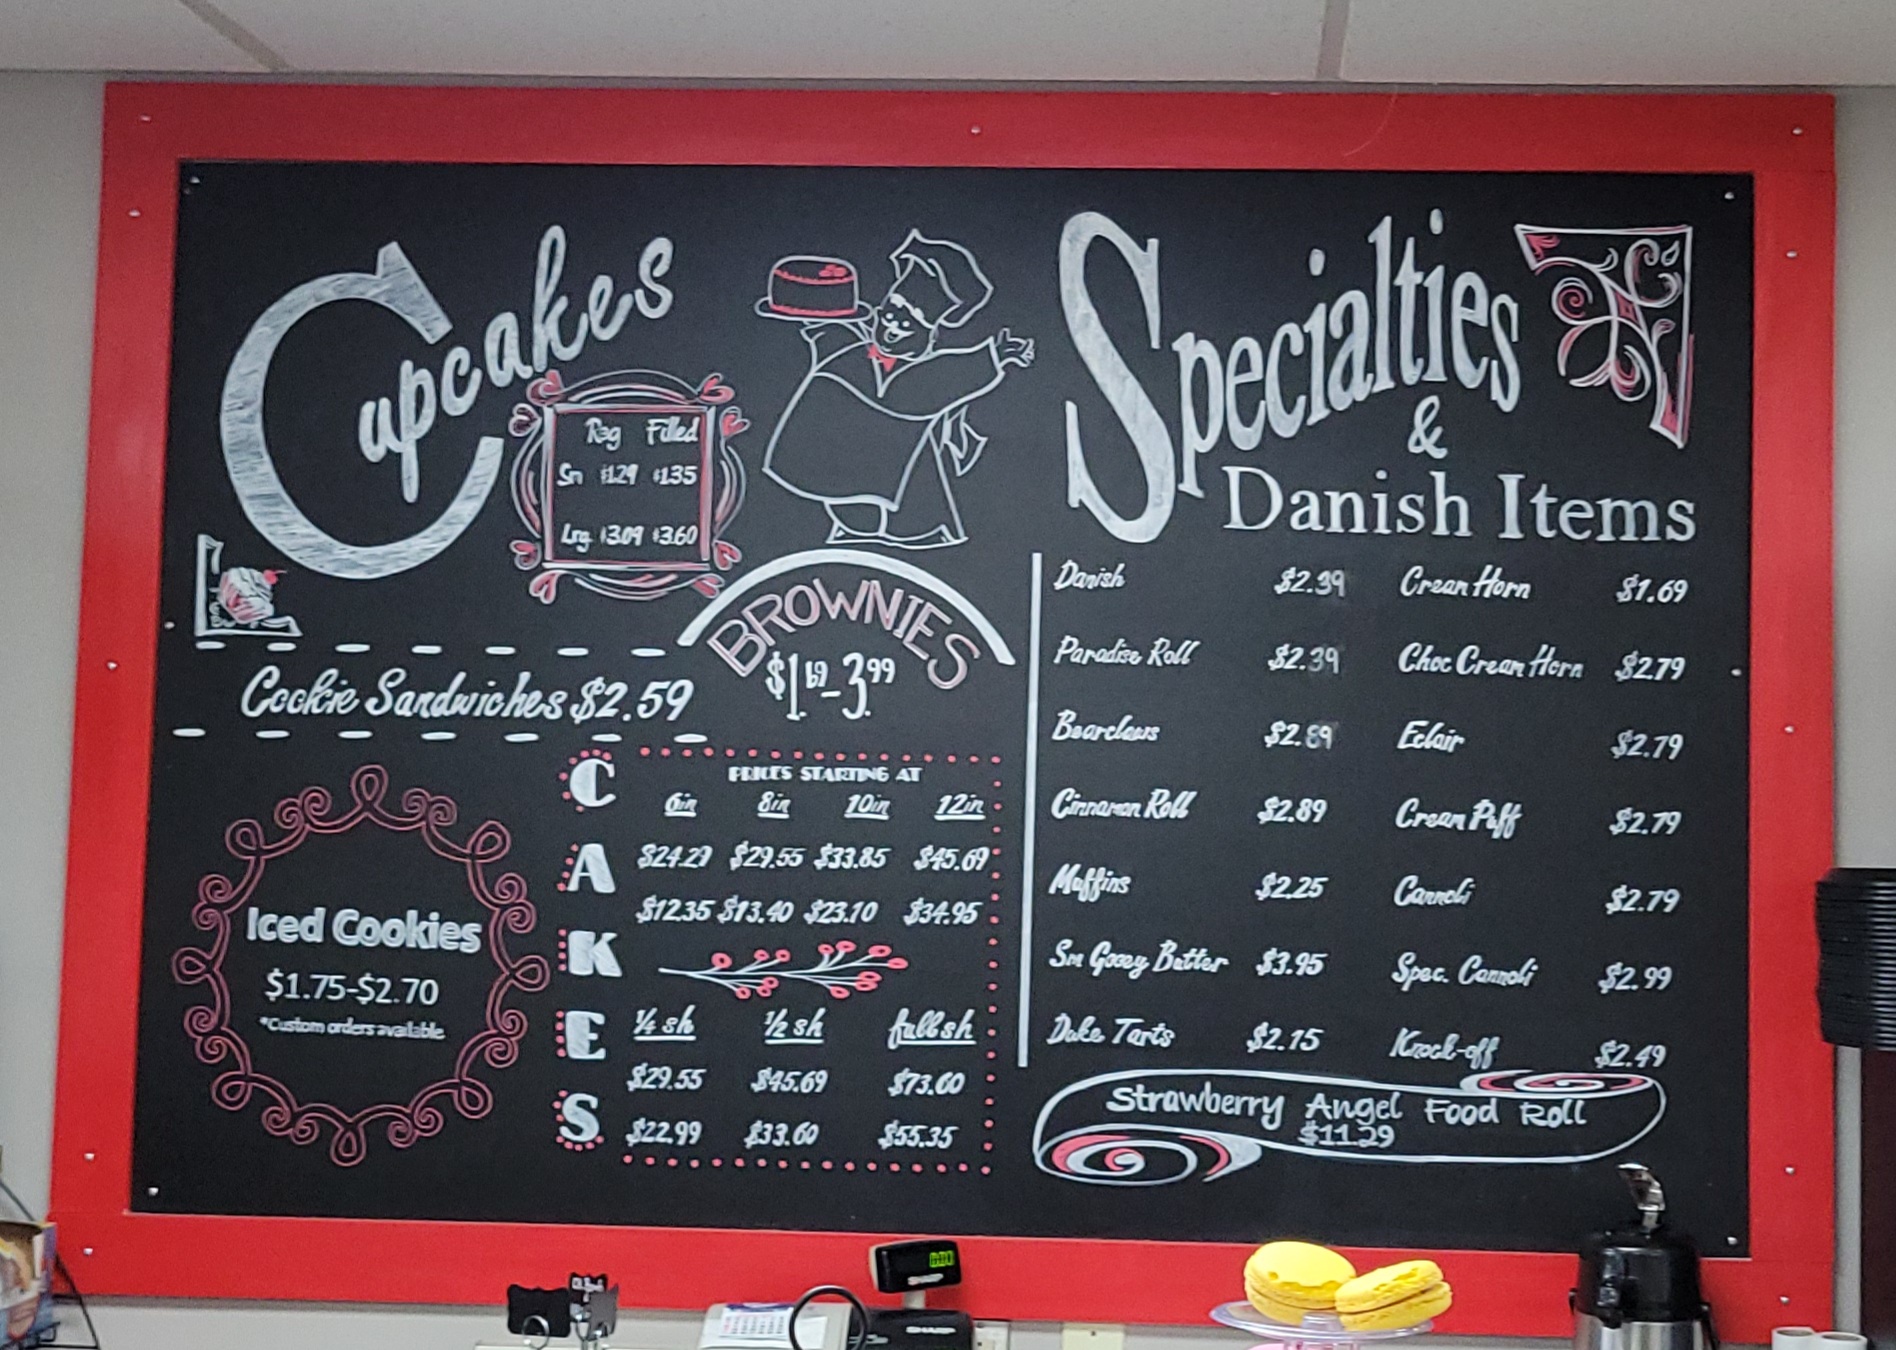 Cupcakes
Reg Filled
Sm $1.29 $1.35
Lrg. $3.09 $3.60
BROWNIES
$1.69-3.99
Cookie Sandwiches $2.59
Iced Cookies
$1.75-$2.70
*Custom orders available
CAKES
PRICES STARTING AT
6in 8in 10in 12in
$24.29 $29.55 $33.85 $45.69
$12.35 $13.40 $23.10 $34.95
1/4 sh 1/2 sh full sh
$29.55 $45.69 $73.60
$22.99 $33.60 $55.35
Specialties
&
Danish Items
Danish $2.39
Paradise Roll $2.39
Bearclaws $2.89
Cinnamon Roll $2.89
Muffins $2.25
Sm Gooey Butter $3.95
Duke Tarts $2.15
Cream Horn $1.69
Choc Cream Horn $2.79
Eclair $2.79
Cream Puff $2.79
Cannoli $2.79
Spec. Cannoli $2.99
Knock-off $2.49
Strawberry Angel Food Roll
$11.29
0.00
SHARP
SHARP